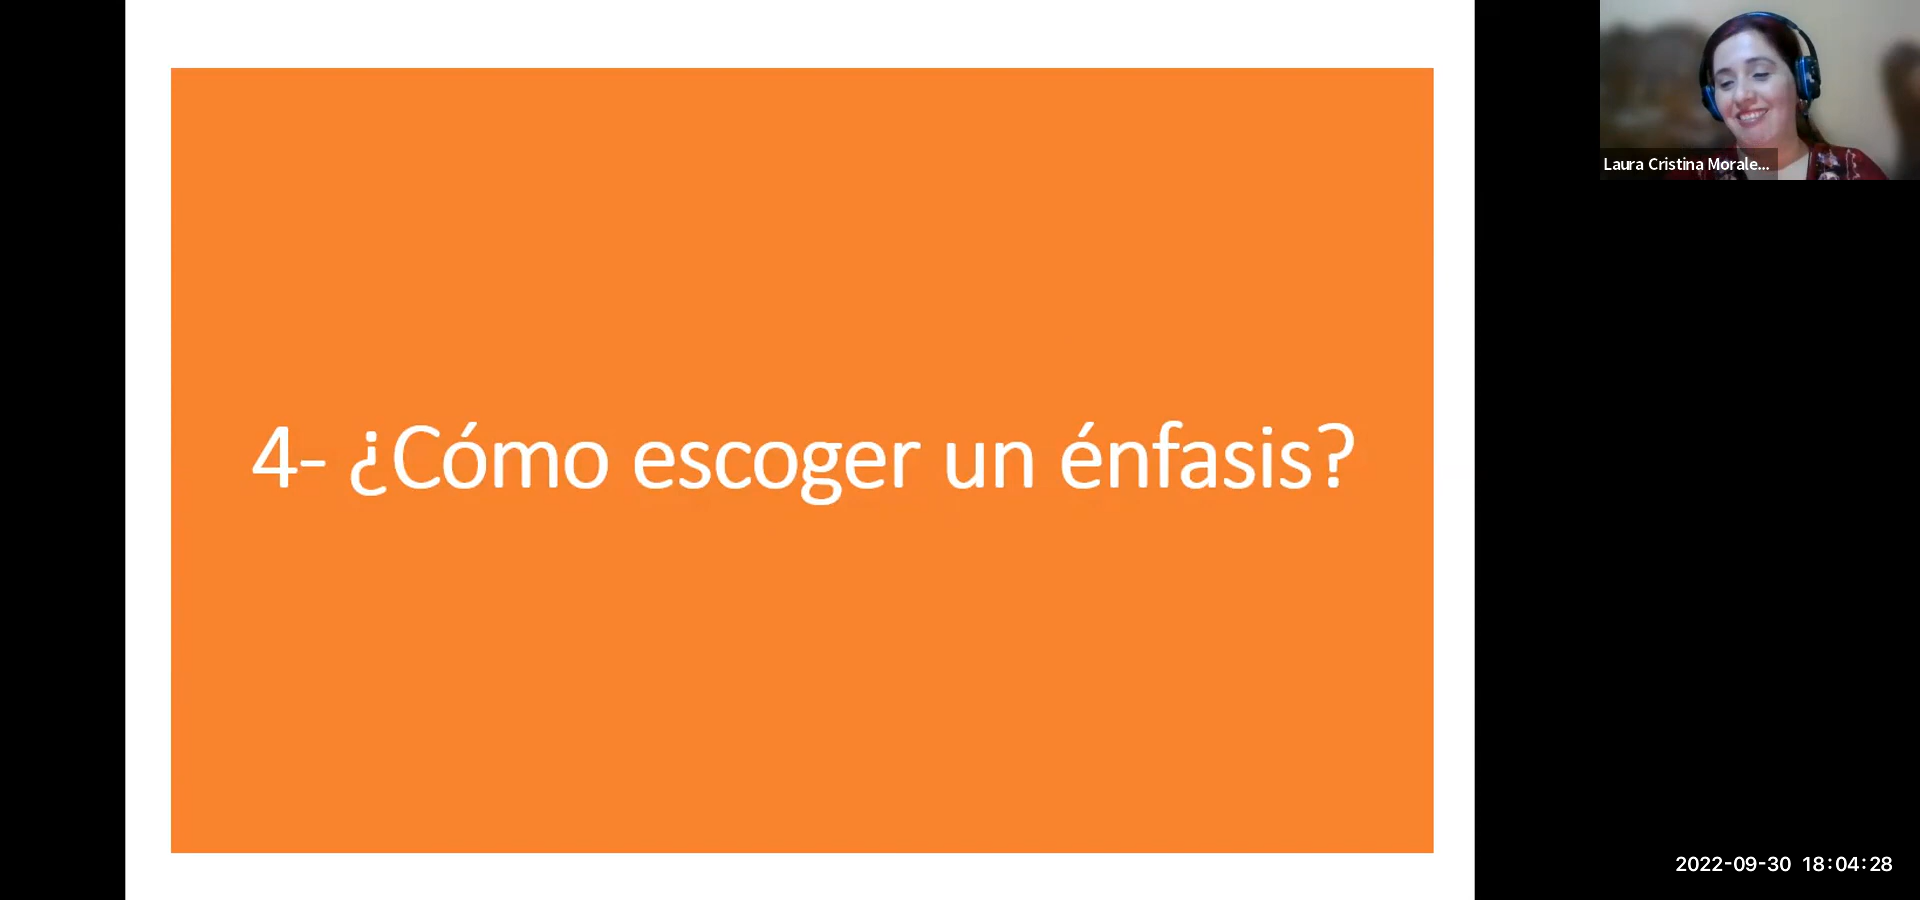 4- ¿Cómo escoger un énfasis?
Laura Cristina Morale...
2022-09-30 18:04:28